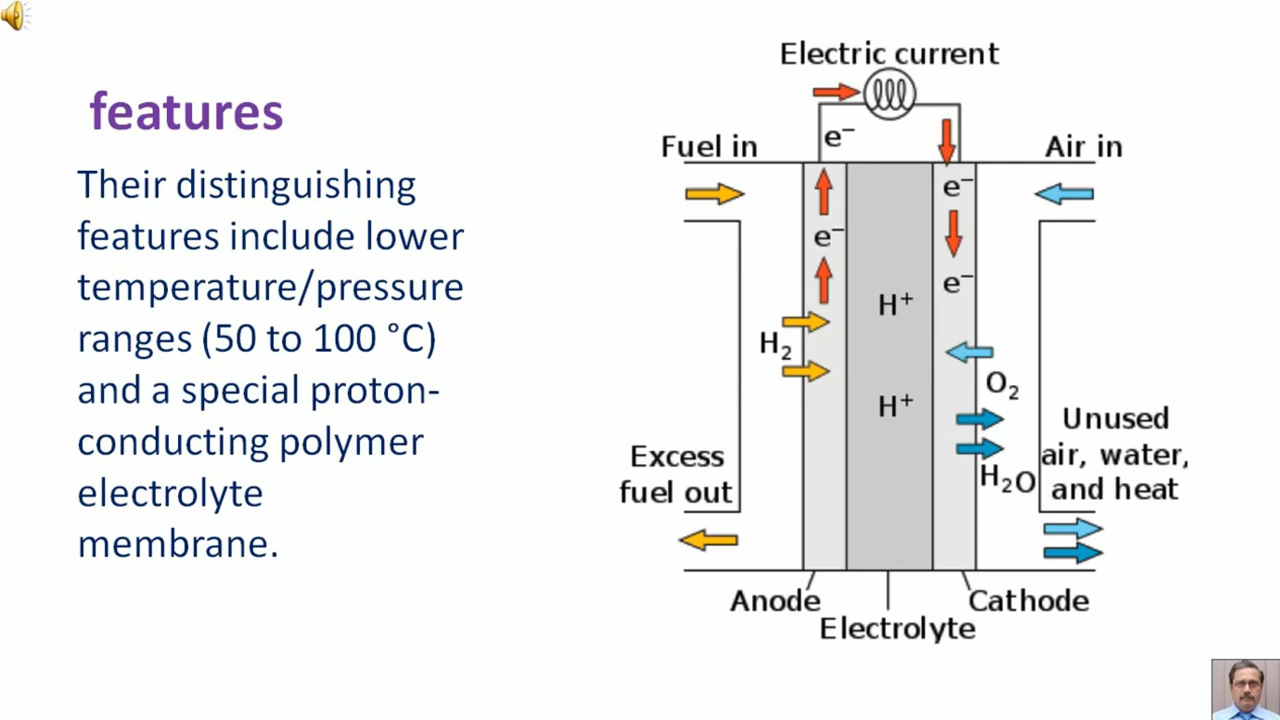 features
Their distinguishing
features include lower
temperature/pressure
ranges (50 to 100 °C)
and a special proton-
conducting polymer
electrolyte
membrane.
Electric current
e⁻
Fuel in
Air in
e⁻
e⁻
e⁻
H⁺
H₂
O₂
H⁺
Unused
air, water,
and heat
Excess
fuel out
H₂O
Anode
Cathode
Electrolyte